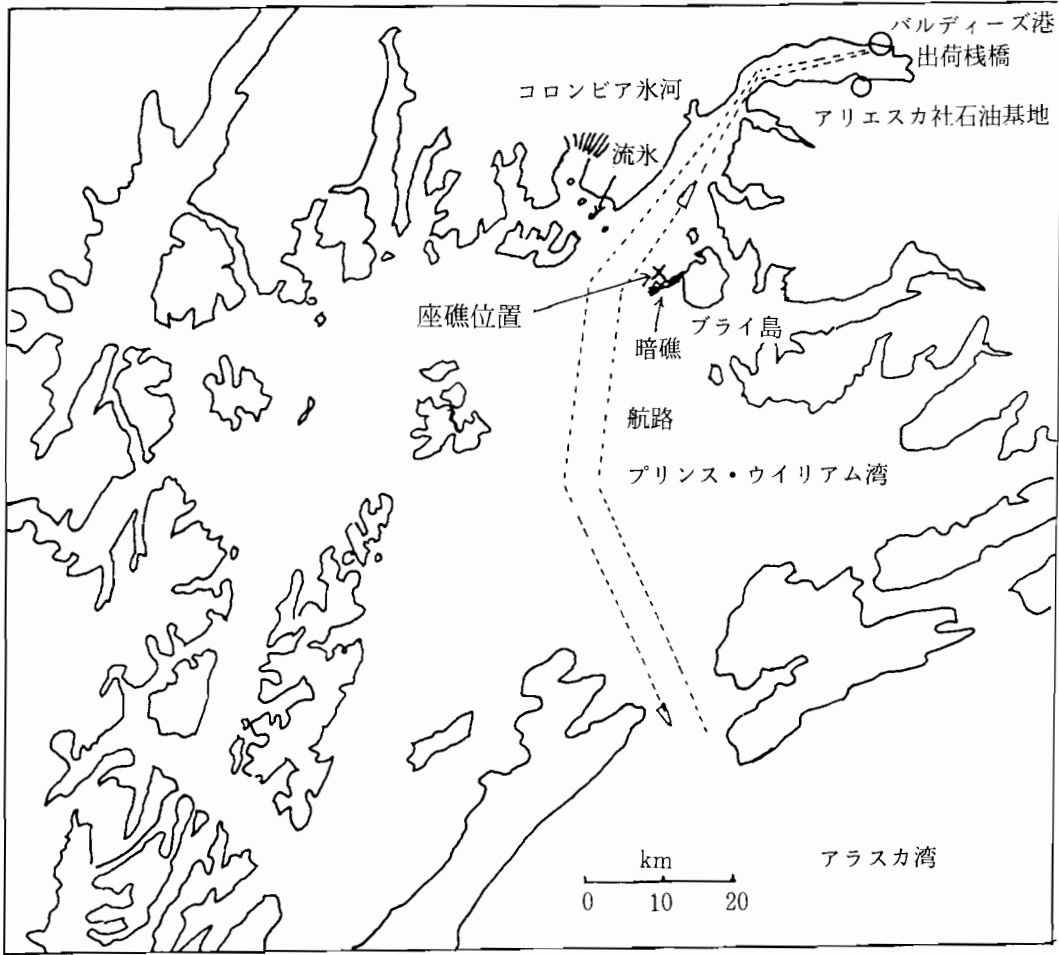 バルディーズ港
出荷桟橋
コロンビア氷河
アリエスカ社石油基地
流氷
座礁位置
ブライ島
暗礁
航路
プリンス・ウイリアム湾
アラスカ湾
km
0 10 20